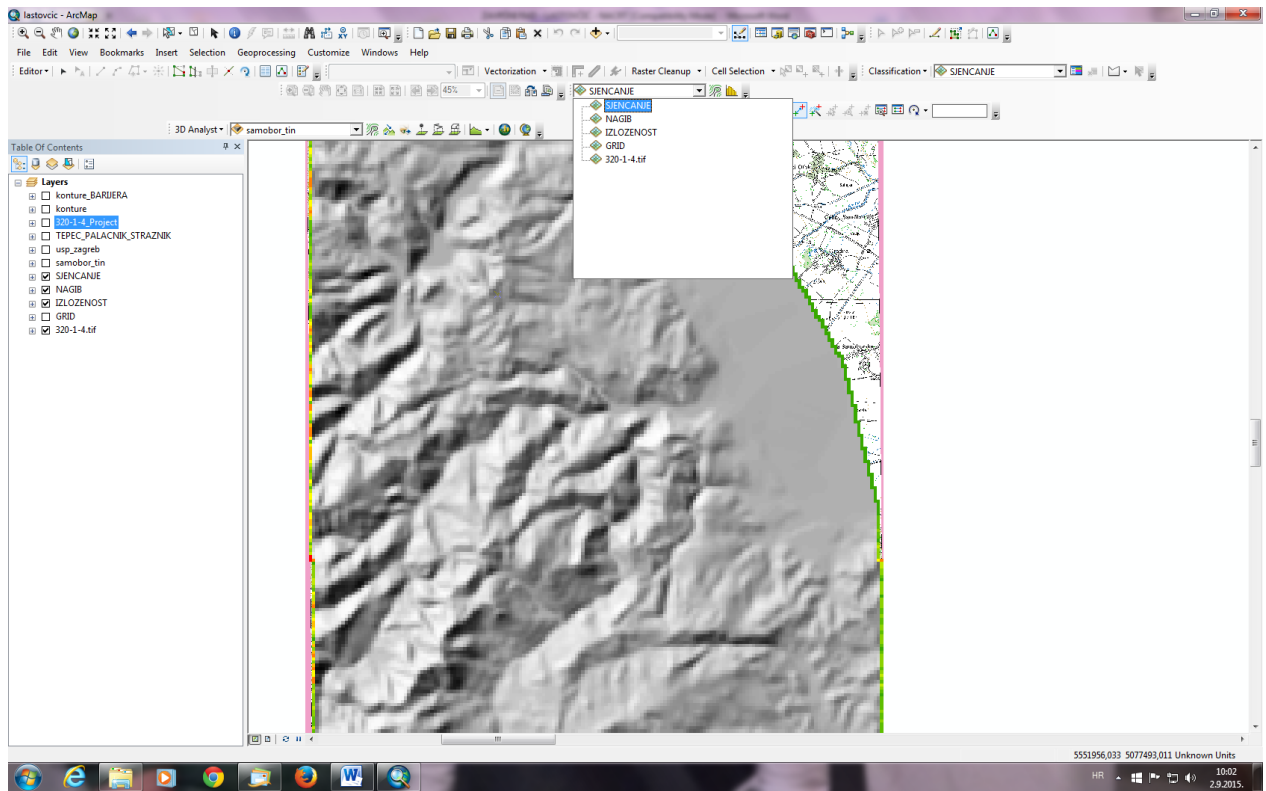 lastovcic - ArcMap
File Edit View Bookmarks Insert Selection Geoprocessing Customize Windows Help
Editor Vectorization Raster Cleanup Cell Selection Classification SJENCANJE
45% SJENCANJE
SJENCANJE
NAGIB
IZLOZENOST
GRID
320-1-4.tif
3D Analyst samobor_tin
Table Of Contents
Layers
konture_BARIJERA
konture
320-1-4_Project
TEPEC_PALACNIK_STRAZNIK
usp_zagreb
samobor_tin
SJENCANJE
NAGIB
IZLOZENOST
GRID
320-1-4.tif
5551956,033 5077493,011 Unknown Units
HR 10:02
2.9.2015.